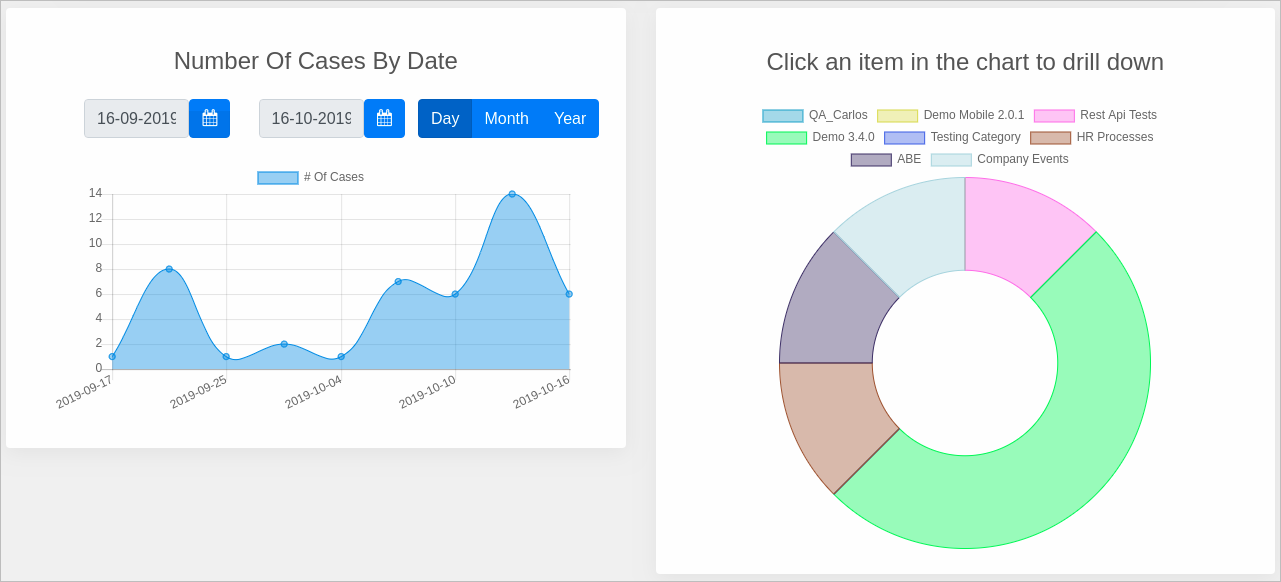 Number Of Cases By Date
16-09-2019
16-10-2019
Day Month Year
# Of Cases
14
12
10
8
6
4
2
0
2019-09-17 2019-09-25 2019-10-04 2019-10-10 2019-10-16
Click an item in the chart to drill down
QA_Carlos Demo Mobile 2.0.1 Rest Api Tests
Demo 3.4.0 Testing Category HR Processes
ABE Company Events